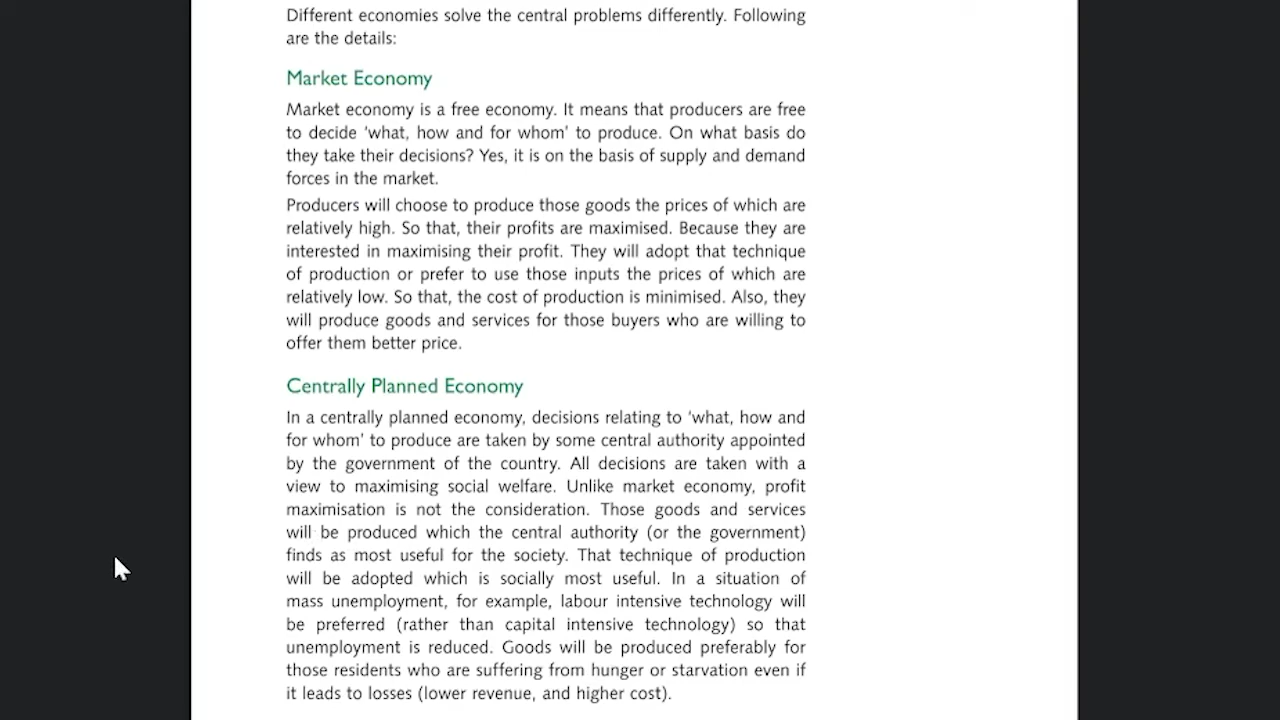 Different economies solve the central problems differently. Following
are the details:
Market Economy
Market economy is a free economy. It means that producers are free
to decide ‘what, how and for whom’ to produce. On what basis do
they take their decisions? Yes, it is on the basis of supply and demand
forces in the market.
Producers will choose to produce those goods the prices of which are
relatively high. So that, their profits are maximised. Because they are
interested in maximising their profit. They will adopt that technique
of production or prefer to use those inputs the prices of which are
relatively low. So that, the cost of production is minimised. Also, they
will produce goods and services for those buyers who are willing to
offer them better price.
Centrally Planned Economy
In a centrally planned economy, decisions relating to ‘what, how and
for whom’ to produce are taken by some central authority appointed
by the government of the country. All decisions are taken with a
view to maximising social welfare. Unlike market economy, profit
maximisation is not the consideration. Those goods and services
will be produced which the central authority (or the government)
finds as most useful for the society. That technique of production
will be adopted which is socially most useful. In a situation of
mass unemployment, for example, labour intensive technology will
be preferred (rather than capital intensive technology) so that
unemployment is reduced. Goods will be produced preferably for
those residents who are suffering from hunger or starvation even if
it leads to losses (lower revenue, and higher cost).